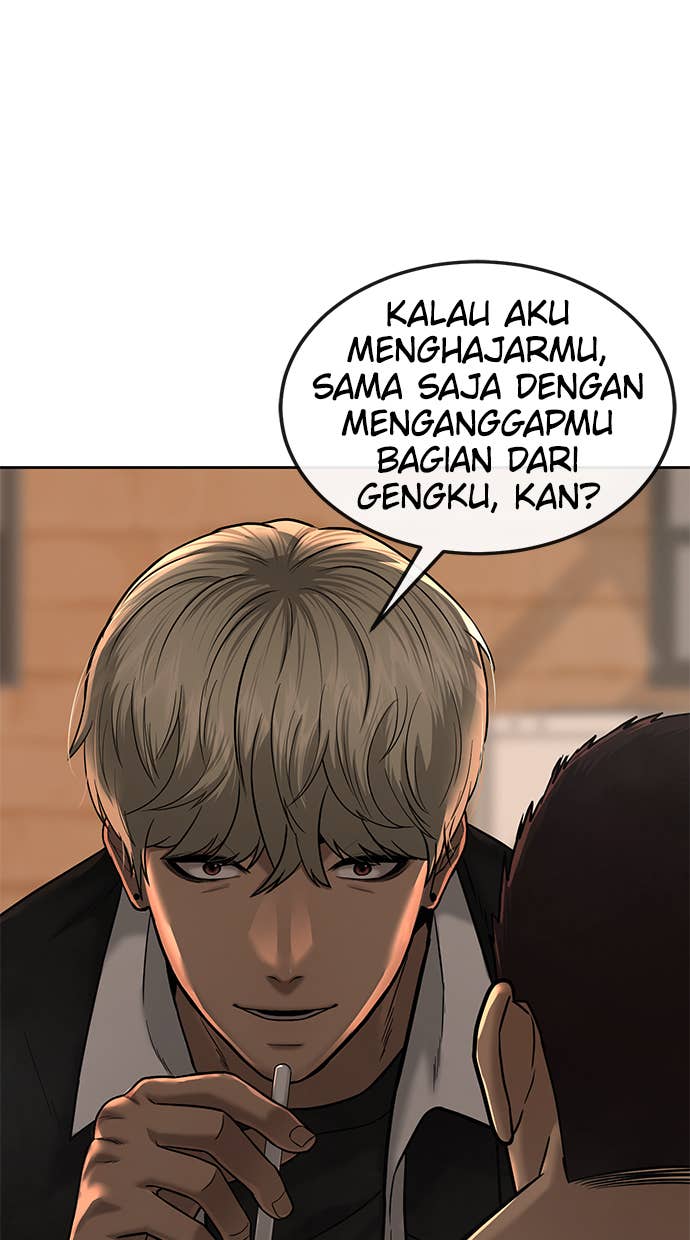 KALAU AKU
MENGHAJARMU,
SAMA SAJA DENGAN
MENGANGGAPMU
BAGIAN DARI
GENGKU, KAN?